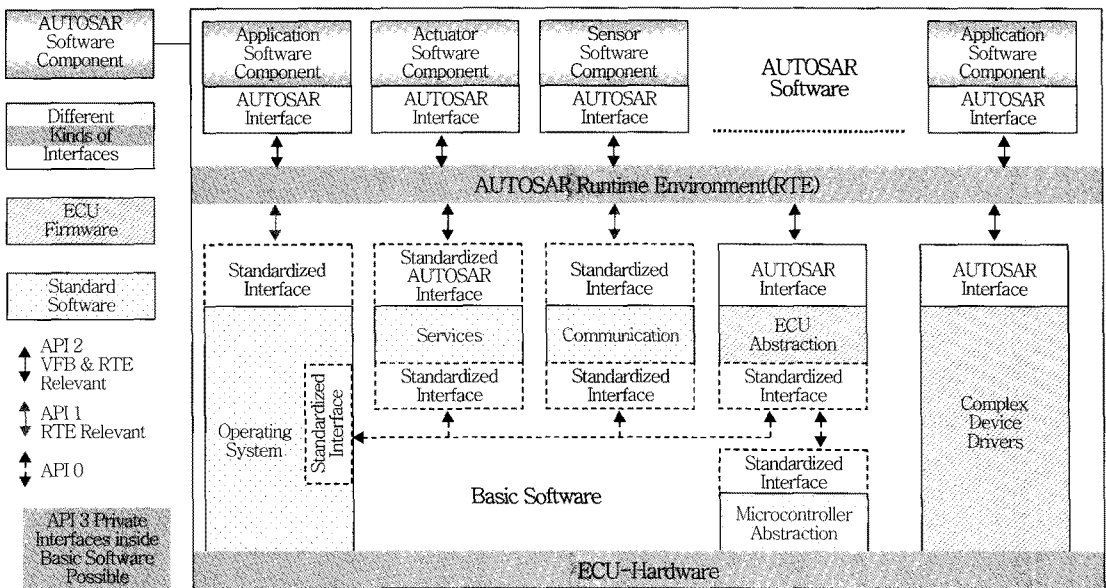 AUTOSAR
Software
Component
Different
Kinds of
Interfaces
ECU
Firmware
Standard
Software
API 2
VFB & RTE
Relevant
API 1
RTE Relevant
API 0
API 3 Private
Interfaces inside
Basic Software
Possible
Application
Software
Component
AUTOSAR
Interface
Actuator
Software
Component
AUTOSAR
Interface
Sensor
Software
Component
AUTOSAR
Interface
AUTOSAR
Software
Application
Software
Component
AUTOSAR
Interface
AUTOSAR Runtime Environment(RTE)
Standardized
Interface
Operating
System
Standardized
Interface
Standardized
AUTOSAR
Interface
Services
Standardized
Interface
Standardized
Interface
Communication
Standardized
Interface
AUTOSAR
Interface
ECU
Abstraction
Standardized
Interface
Standardized
Interface
Microcontroller
Abstraction
AUTOSAR
Interface
Complex
Device
Drivers
Basic Software
ECU-Hardware